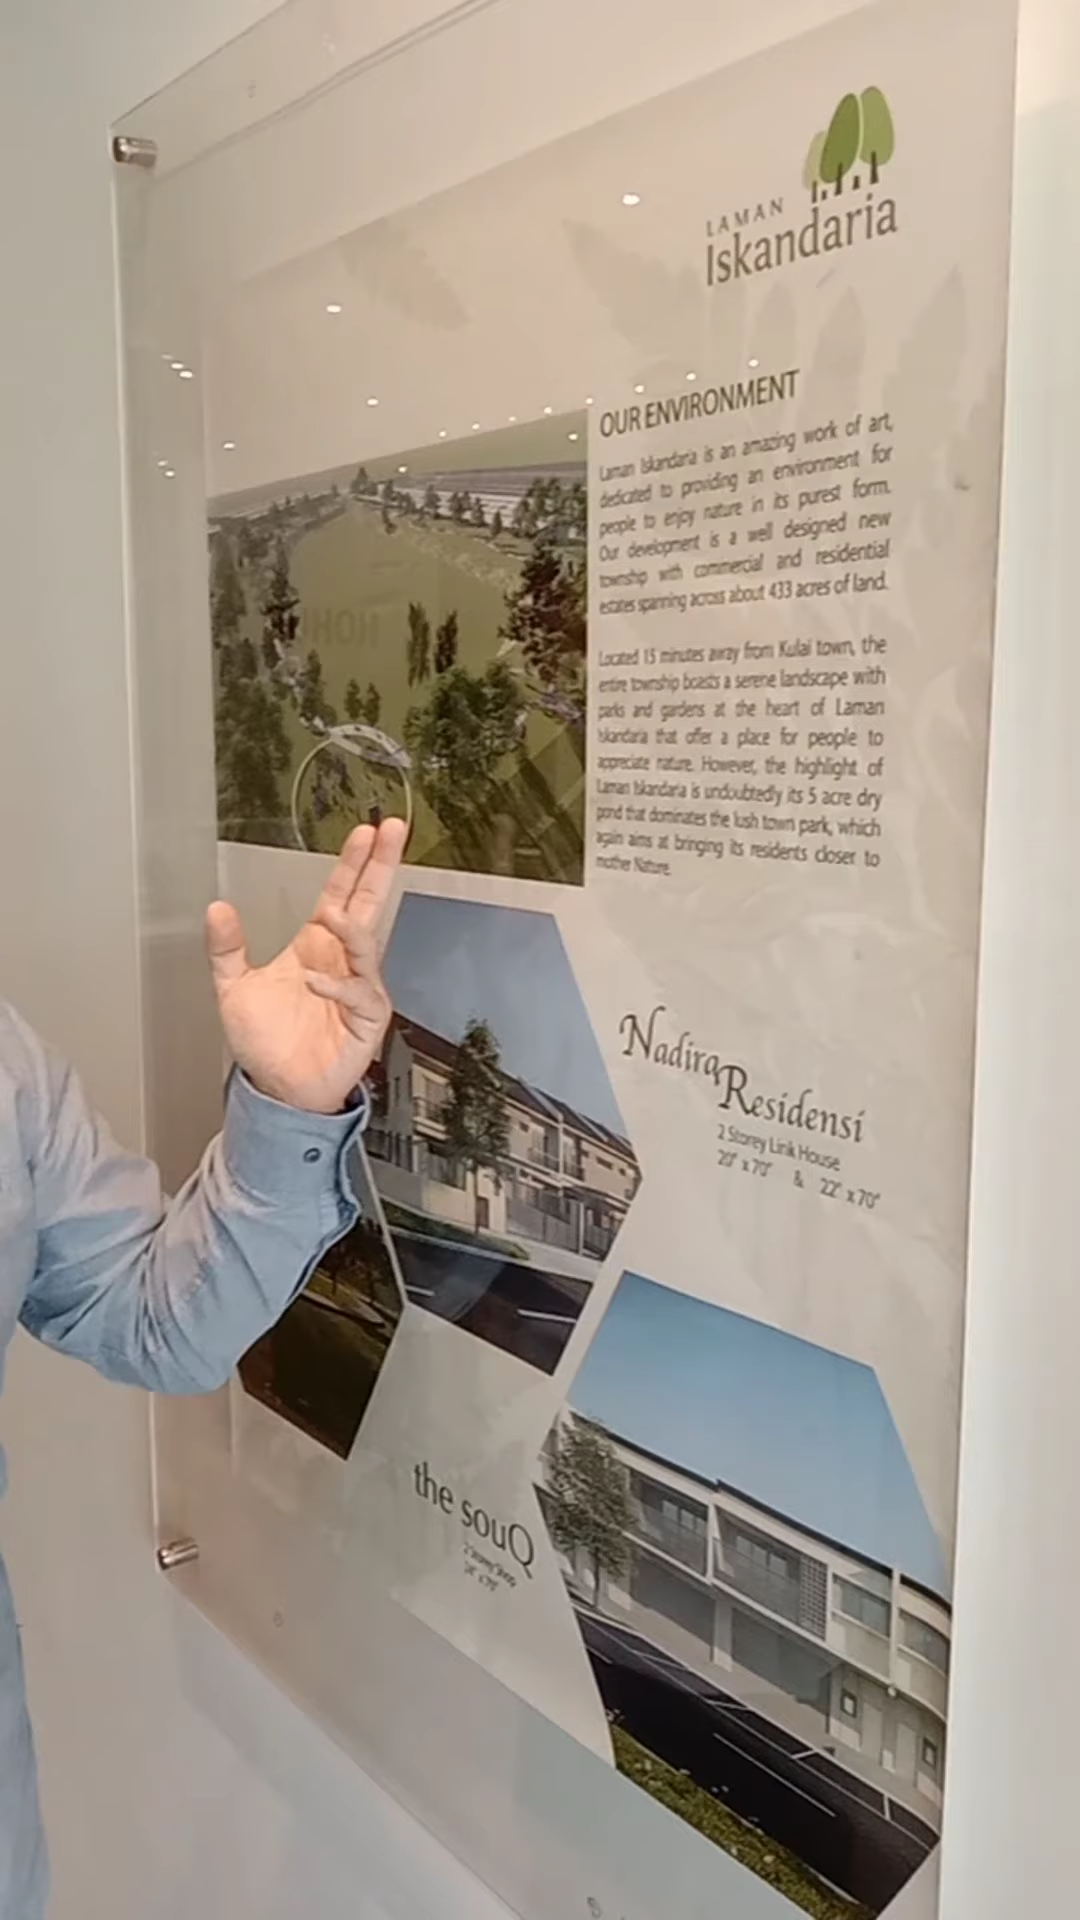 LAMAN
Iskandaria
OUR ENVIRONMENT
Laman Iskandaria is an amazing work of art,
dedicated to providing an environment for
people to enjoy nature in its purest form.
Our development is a well designed new
township with commercial and residential
estates spanning across about 433 acres of land.
Located 15 minutes away from Kulai town, the
entire township boasts a serene landscape with
parks and gardens at the heart of Laman
Iskandaria that offer a place for people to
appreciate nature. However, the highlight of
Laman Iskandaria is undoubtedly its 5 acre dry
pond that dominates the lush town park, which
again aims at bringing its residents closer to
mother Nature.
Nadira Residensi
2 Storey Link House
20' x 70' & 22' x 70'
the souQ
2 Storey Shop